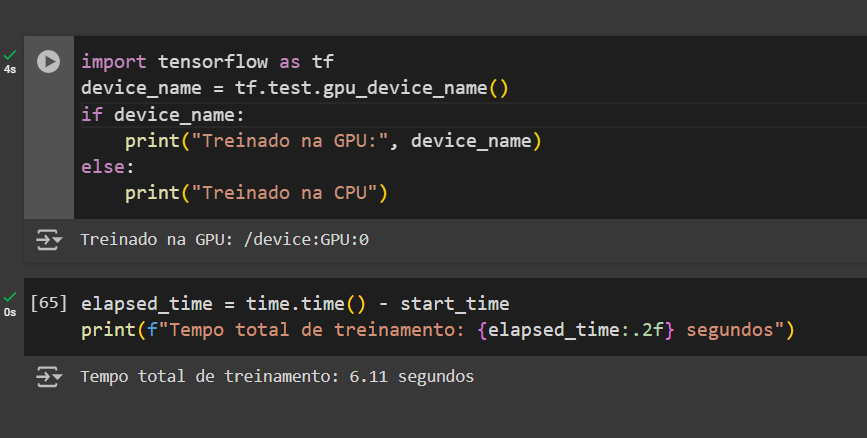 4s
import tensorflow as tf
device_name = tf.test.gpu_device_name()
if device_name:
    print("Treinado na GPU:", device_name)
else:
    print("Treinado na CPU")
Treinado na GPU: /device:GPU:0
0s
[65] elapsed_time = time.time() - start_time
print(f"Tempo total de treinamento: {elapsed_time:.2f} segundos")
Tempo total de treinamento: 6.11 segundos